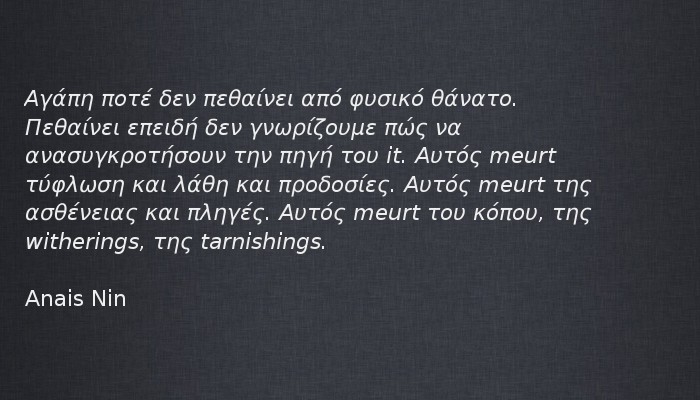 Αγάπη ποτέ δεν πεθαίνει από φυσικό θάνατο.
Πεθαίνει επειδή δεν γνωρίζουμε πώς να
ανασυγκροτήσουν την πηγή του it. Αυτός meurt
τύφλωση και λάθη και προδοσίες. Αυτός meurt της
ασθένειας και πληγές. Αυτός meurt του κόπου, της
witherings, της tarnishings.
Anais Nin